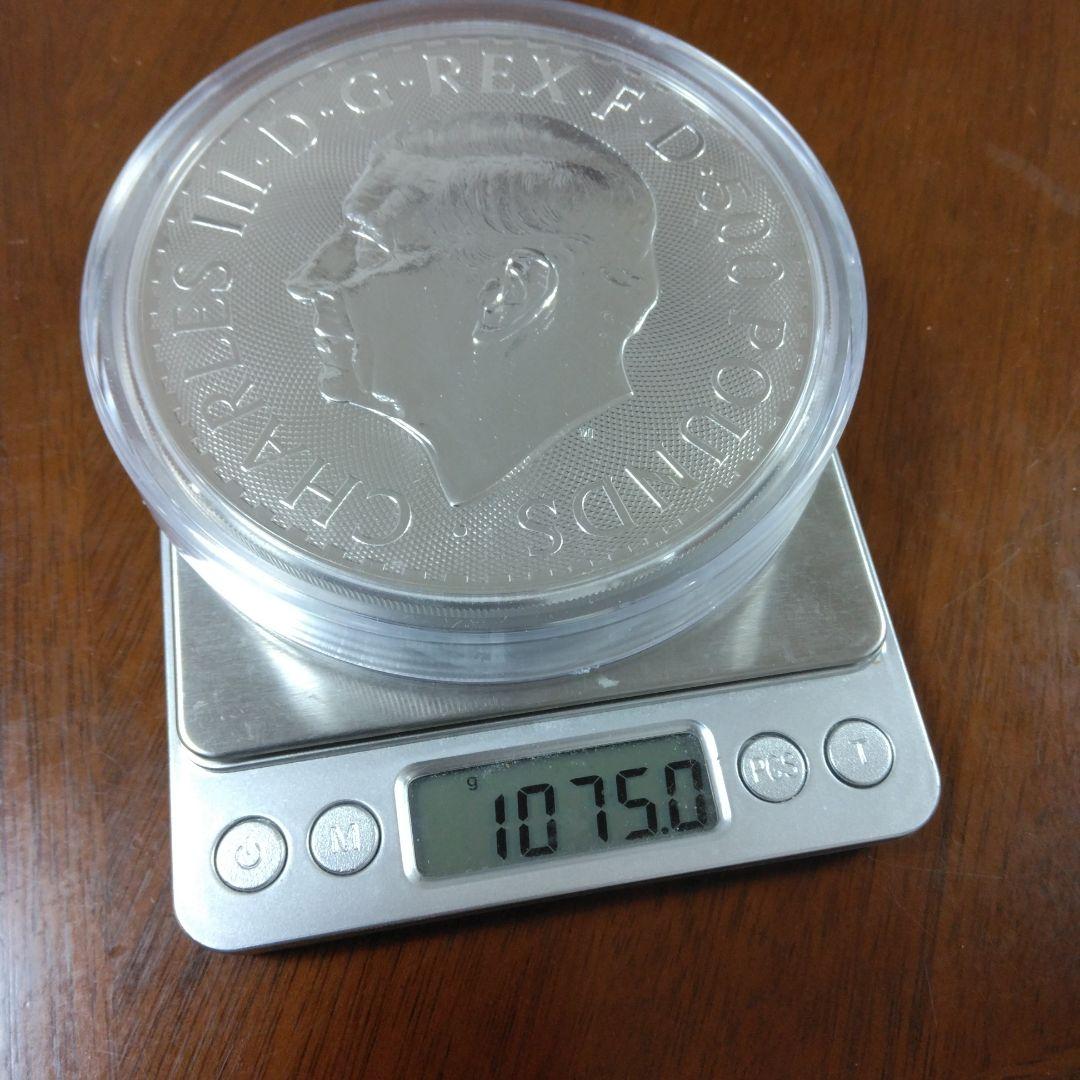 CHARLES III · D · G · REX · F · D · 500 POUNDS ·
g
1075.0
M
PCS
T